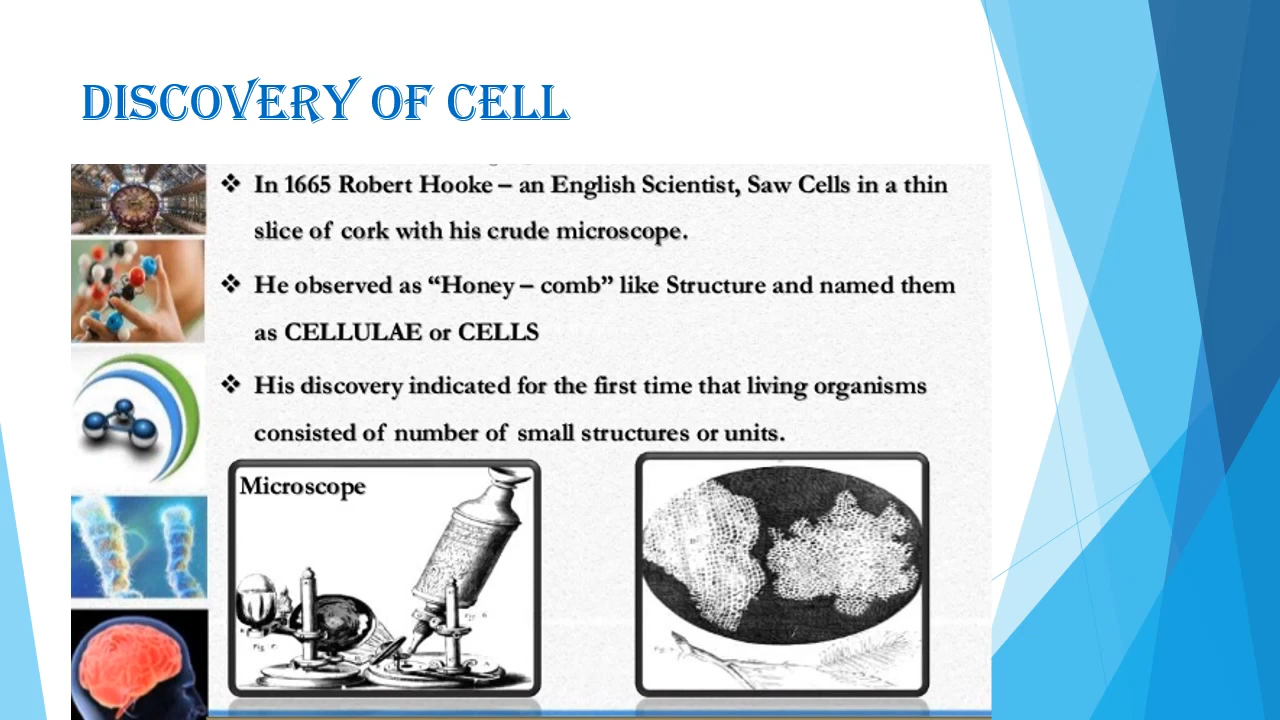 DISCOVERY OF CELL
❖ In 1665 Robert Hooke – an English Scientist, Saw Cells in a thin
slice of cork with his crude microscope.
❖ He observed as “Honey – comb” like Structure and named them
as CELLULAE or CELLS
❖ His discovery indicated for the first time that living organisms
consisted of number of small structures or units.
Microscope